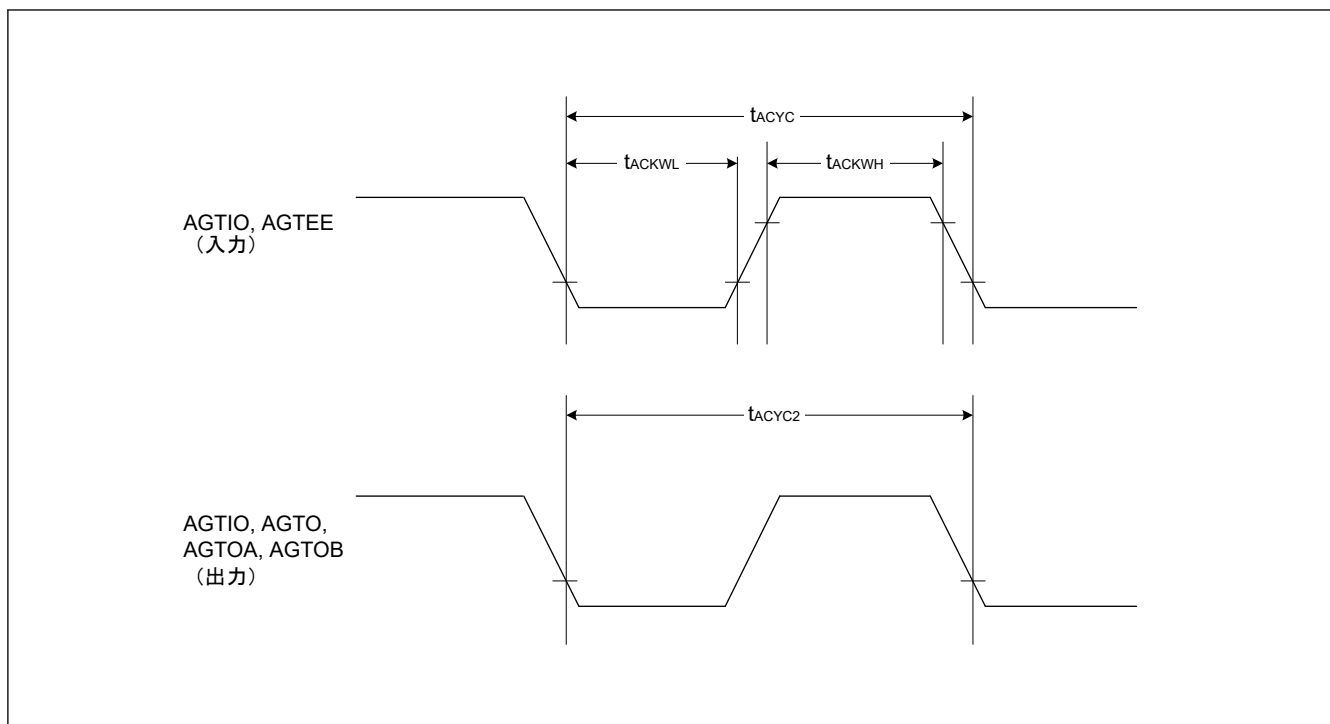 tACYC
tACKWL
tACKWH
AGTIO, AGTEE
（入力）
tACYC2
AGTIO, AGTO,
AGTOA, AGTOB
（出力）